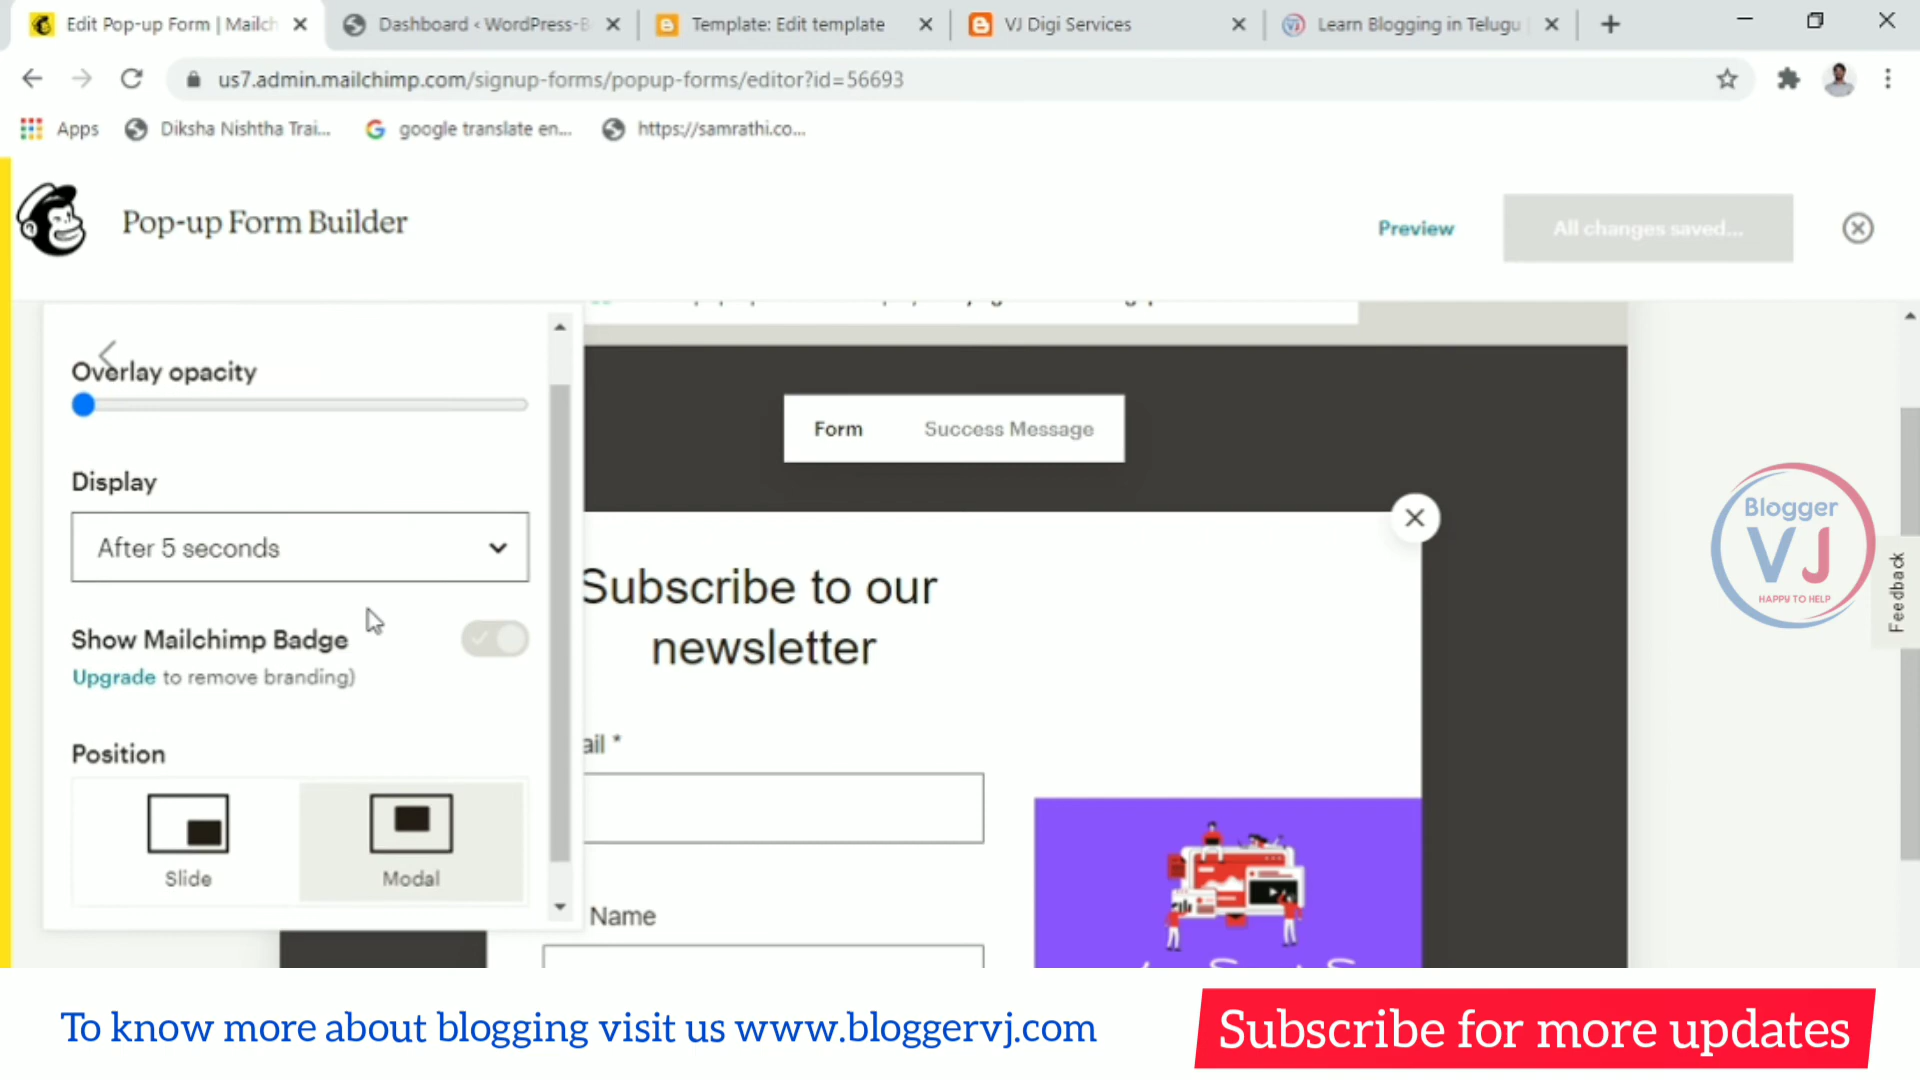 Edit Pop-up Form | Mailch
Dashboard ‹ WordPress-B
Template: Edit template
VJ Digi Services
Learn Blogging in Telugu
us7.admin.mailchimp.com/signup-forms/popup-forms/editor?id=56693
Apps
Diksha Nishtha Trai...
google translate en...
https://samrathi.co...
Pop-up Form Builder
Preview
All changes saved...
Overlay opacity
Form
Success Message
Display
After 5 seconds
Subscribe to our
newsletter
Blogger
VJ
HAPPY TO HELP
Feedback
Show Mailchimp Badge
Upgrade to remove branding)
ail *
Position
Slide
Modal
Name
To know more about blogging visit us www.bloggervj.com
Subscribe for more updates